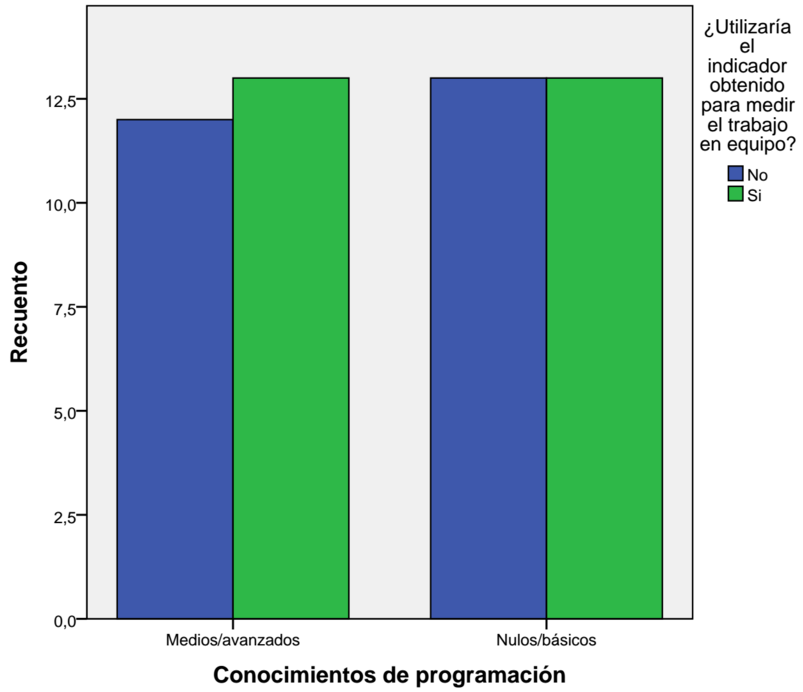 ¿Utilizaría
el
indicador
obtenido
para medir
el trabajo
en equipo?
No
Si
Recuento
12,5
10,0
7,5
5,0
2,5
0,0
Medios/avanzados
Nulos/básicos
Conocimientos de programación